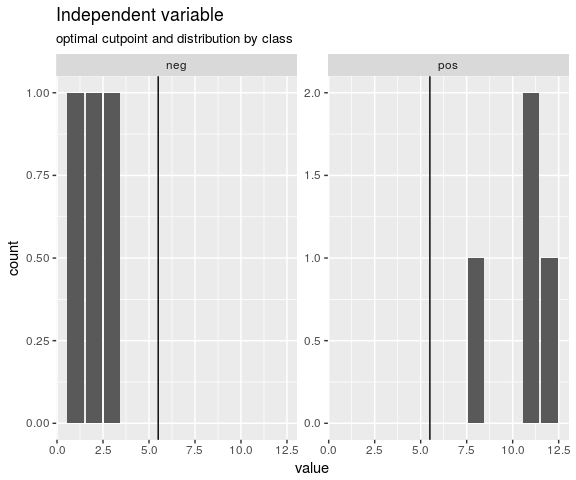 Independent variable
optimal cutpoint and distribution by class
neg
pos
count
1.00
0.75
0.50
0.25
0.00
2.0
1.5
1.0
0.5
0.0
0.0 2.5 5.0 7.5 10.0 12.5
0.0 2.5 5.0 7.5 10.0 12.5
value